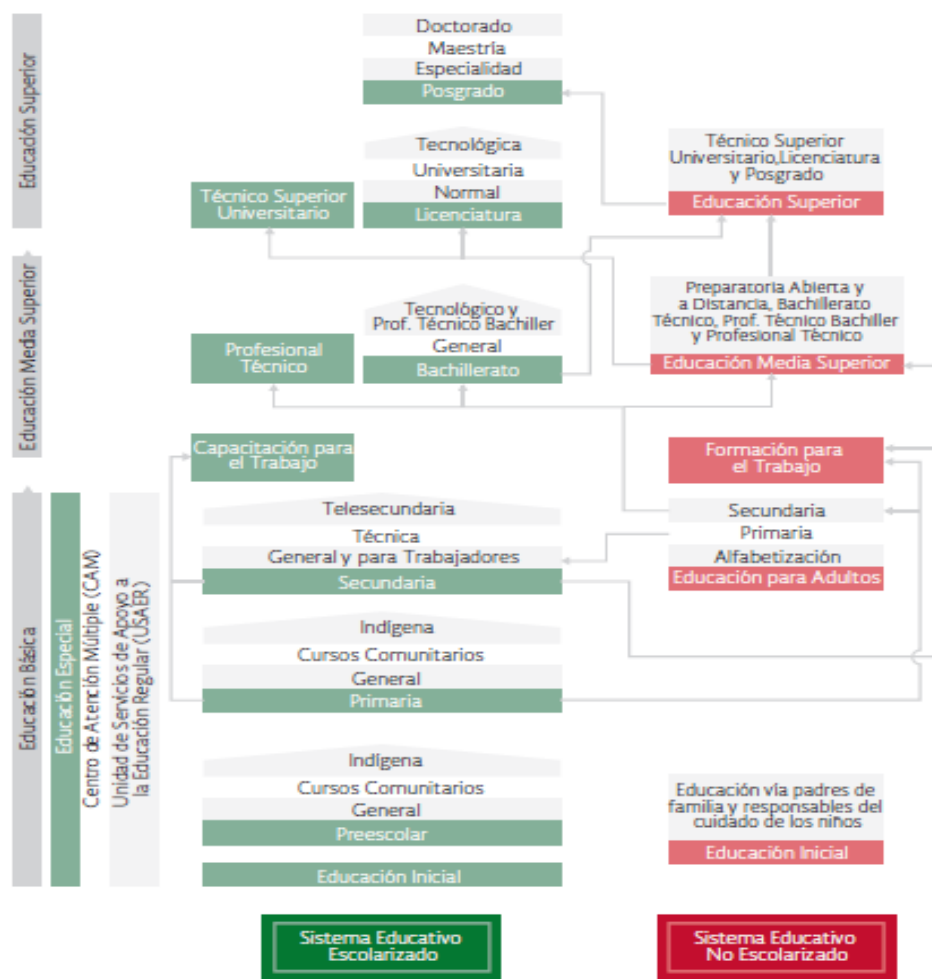 Educación Superior
Doctorado
Maestría
Especialidad
Posgrado
Tecnológica
Universitaria
Normal
Licenciatura
Técnico Superior
Universitario
Técnico Superior
Universitario,Licenciatura
y Posgrado
Educación Superior
Educación Media Superior
Tecnológico y
Prof. Técnico Bachiller
General
Bachillerato
Profesional
Técnico
Preparatoria Abierta y
a Distancia, Bachillerato
Técnico, Prof. Técnico Bachiller
y Profesional Técnico
Educación Media Superior
Capacitación para
el Trabajo
Formación para
el Trabajo
Educación Básica
Educación Especial
Centro de Atención Múltiple (CAM)
Unidad de Servicios de Apoyo a
la Educación Regular (USAER)
Telesecundaria
Técnica
General y para Trabajadores
Secundaria
Secundaria
Primaria
Alfabetización
Educación para Adultos
Indígena
Cursos Comunitarios
General
Primaria
Indígena
Cursos Comunitarios
General
Preescolar
Educación Inicial
Educación vía padres de
familia y responsables del
cuidado de los niños
Educación Inicial
Sistema Educativo
Escolarizado
Sistema Educativo
No Escolarizado